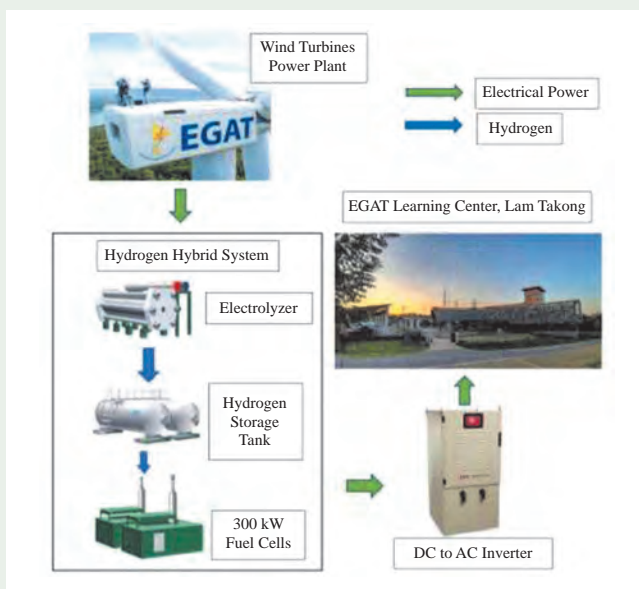 Wind Turbines
Power Plant
EGAT
Electrical Power
Hydrogen
EGAT Learning Center, Lam Takong
Hydrogen Hybrid System
Electrolyzer
Hydrogen
Storage
Tank
300 kW
Fuel Cells
DC to AC Inverter